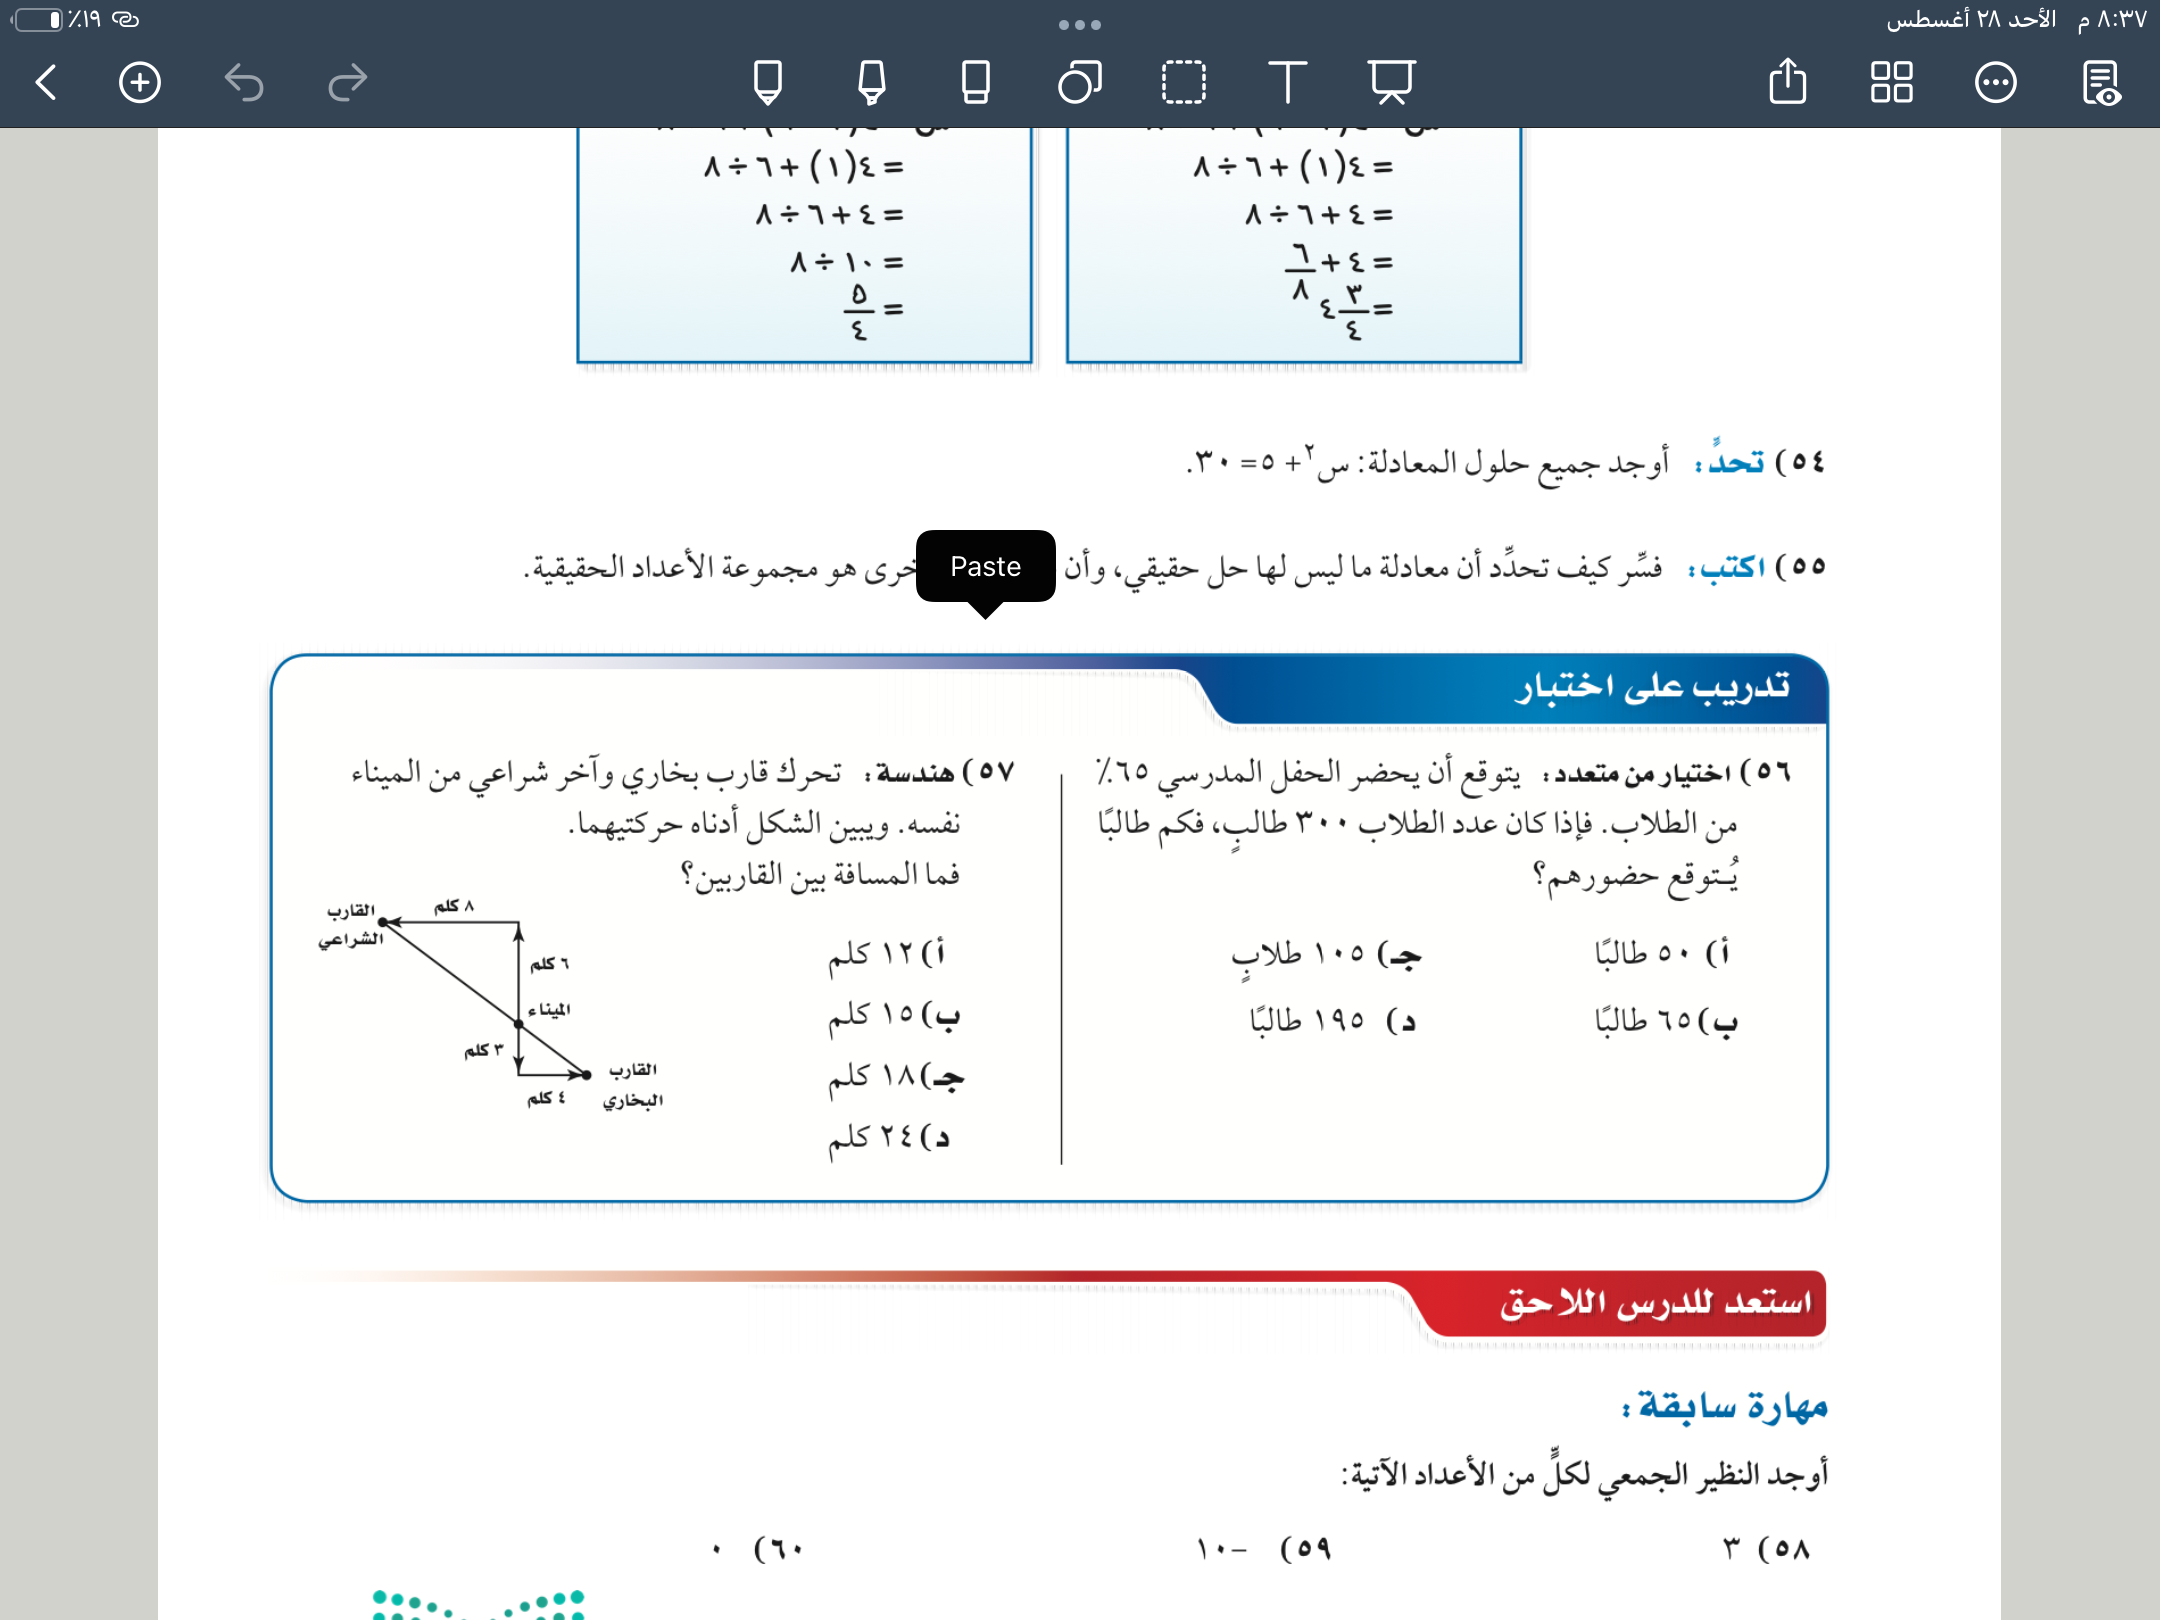 ٨:٣٧ م الأحد ٢٨ أغسطس
٪١٩
= ٤(١) + ٦ ÷ ٨
= ٤ + ٦ ÷ ٨
= ٤ + ٦/٨
= ٤ ٣/٤
= ٤(١) + ٦ ÷ ٨
= ٤ + ٦ ÷ ٨
= ١٠ ÷ ٨
= ٥/٤
٥٤) تحدٍّ: أوجد جميع حلول المعادلة: س٢ + ٥ = ٣٠.
٥٥) اكتب: فسِّر كيف تحدِّد أن معادلة ما ليس لها حل حقيقي، وأن
Paste
هو مجموعة الأعداد الحقيقية.
تدريب على اختبار
٥٦) اختيار من متعدد: يتوقع أن يحضر الحفل المدرسي ٦٥٪
من الطلاب. فإذا كان عدد الطلاب ٣٠٠ طالبٍ، فكم طالبًا
يُتوقع حضورهم؟
أ) ٥٠ طالبًا
ب) ٦٥ طالبًا
جـ) ١٠٥ طلابٍ
د) ١٩٥ طالبًا
٥٧) هندسة: تحرك قارب بخاري وآخر شراعي من الميناء
نفسه. ويبين الشكل أدناه حركتيهما.
فما المسافة بين القاربين؟
أ) ١٢ كلم
ب) ١٥ كلم
جـ) ١٨ كلم
د) ٢٤ كلم
القارب
الشراعي
٨ كلم
٦ كلم
الميناء
٣ كلم
٤ كلم
القارب
البخاري
استعد للدرس اللاحق
مهارة سابقة:
أوجد النظير الجمعي لكلٍّ من الأعداد الآتية:
٥٨) ٣
٥٩) –١٠
٦٠) ٠